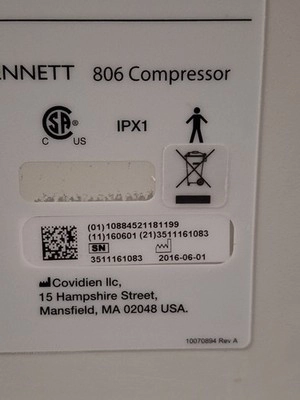 NNETT 806 Compressor
SA®
C US
IPX1
(01)10884521181199
(11)160601 (21)3511161083
SN
3511161083 2016-06-01
Covidien llc,
15 Hampshire Street,
Mansfield, MA 02048 USA.
10070894 Rev A